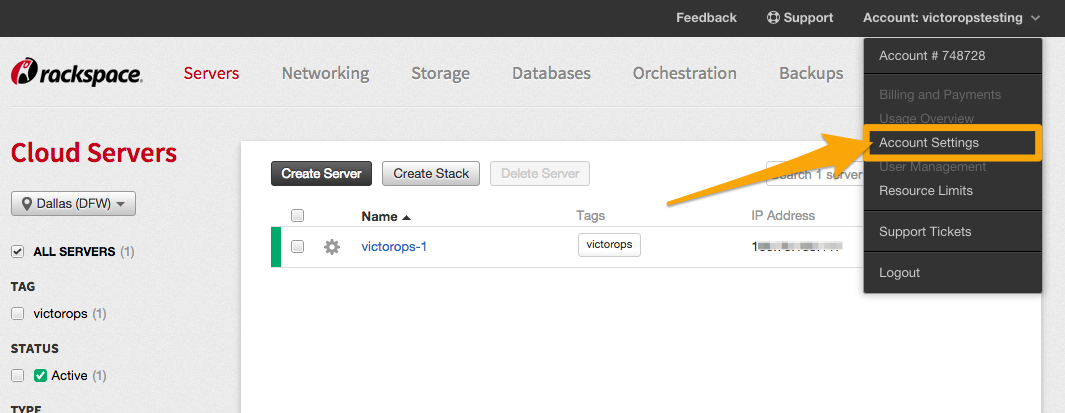 Feedback Support Account: victoropstesting
rackspace. Servers Networking Storage Databases Orchestration Backups
Account # 748728
Billing and Payments
Usage Overview
Account Settings
User Management
Resource Limits
Support Tickets
Logout
Cloud Servers
Dallas (DFW)
ALL SERVERS (1)
TAG
victorops (1)
STATUS
Active (1)
TYPE
Create Server Create Stack Delete Server Search 1 server
Name Tags IP Address
victorops-1 victorops